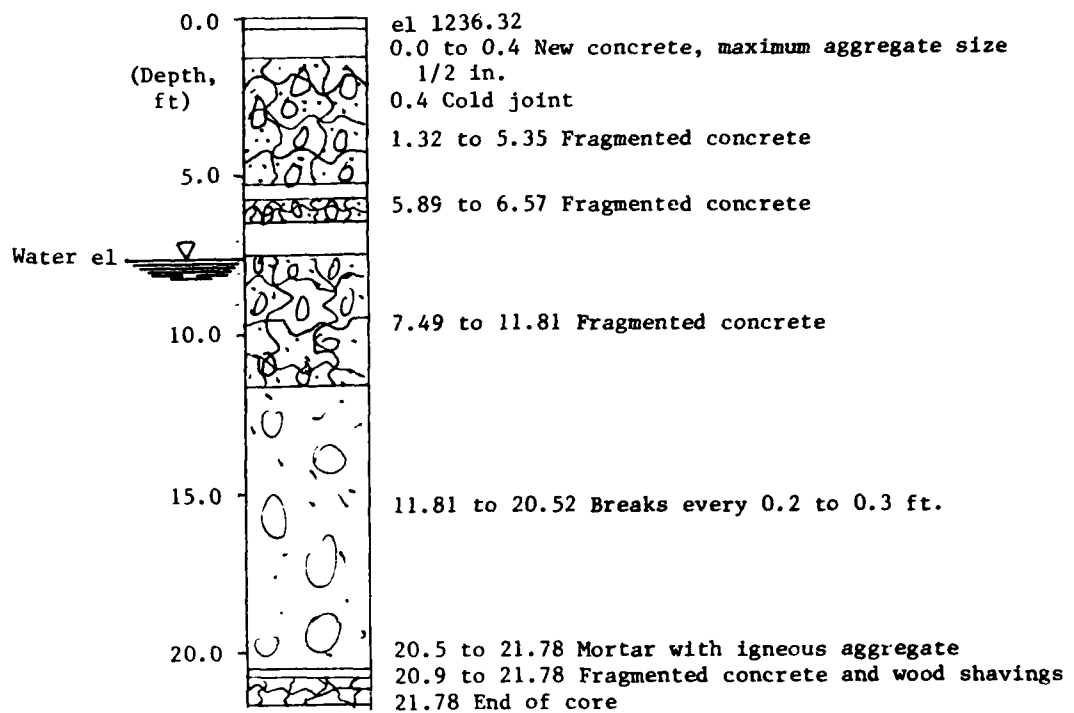 0.0
el 1236.32
0.0 to 0.4 New concrete, maximum aggregate size
1/2 in.
(Depth,
ft)
0.4 Cold joint
1.32 to 5.35 Fragmented concrete
5.0
5.89 to 6.57 Fragmented concrete
Water el
7.49 to 11.81 Fragmented concrete
10.0
15.0
11.81 to 20.52 Breaks every 0.2 to 0.3 ft.
20.0
20.5 to 21.78 Mortar with igneous aggregate
20.9 to 21.78 Fragmented concrete and wood shavings
21.78 End of core